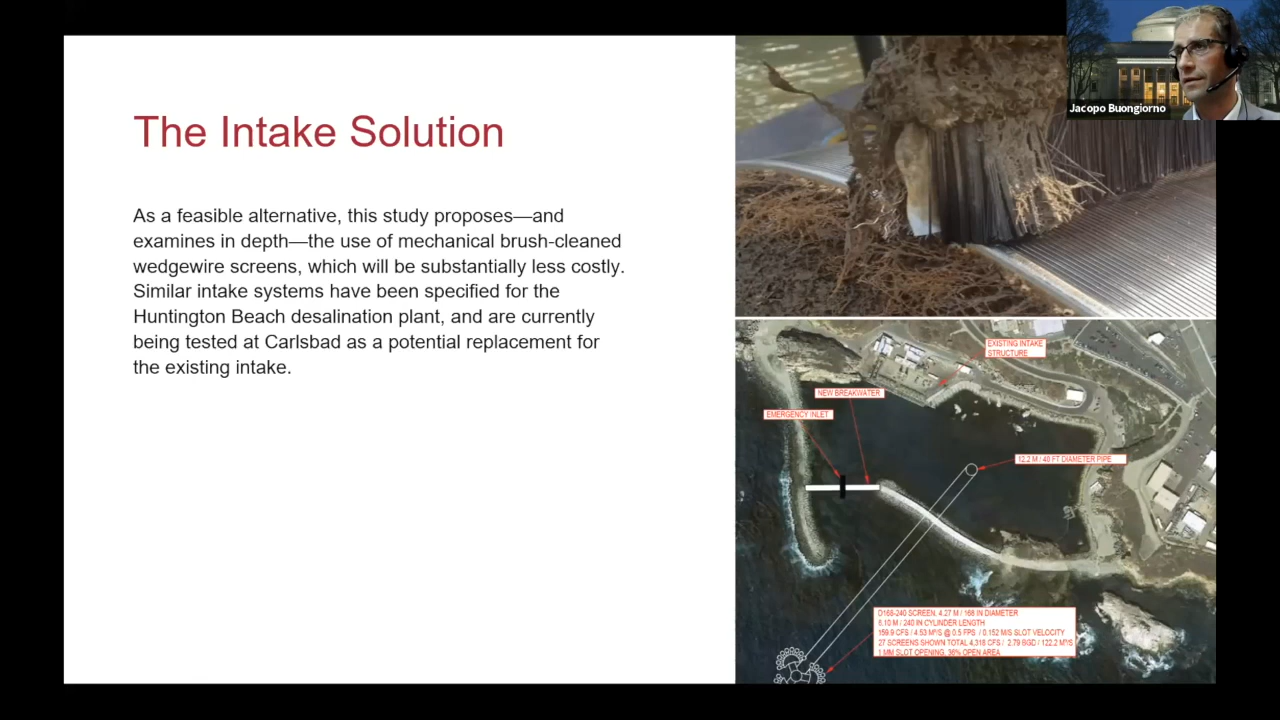 Jacopo Buongiorno
The Intake Solution
As a feasible alternative, this study proposes—and
examines in depth—the use of mechanical brush-cleaned
wedgewire screens, which will be substantially less costly.
Similar intake systems have been specified for the
Huntington Beach desalination plant, and are currently
being tested at Carlsbad as a potential replacement for
the existing intake.
EXISTING INTAKE
STRUCTURE
NEW BREAKWATER
EMERGENCY INLET
12.2 M / 40 FT DIAMETER PIPE
D168-240 SCREEN, 4.27 M / 168 IN DIAMETER
6.10 M / 240 IN CYLINDER LENGTH
159.9 CFS / 4.53 M³/S @ 0.5 FPS / 0.152 M/S SLOT VELOCITY
27 SCREENS SHOWN TOTAL 4,318 CFS / 2.79 BGD / 122.2 M³/S
1 MM SLOT OPENING, 36% OPEN AREA